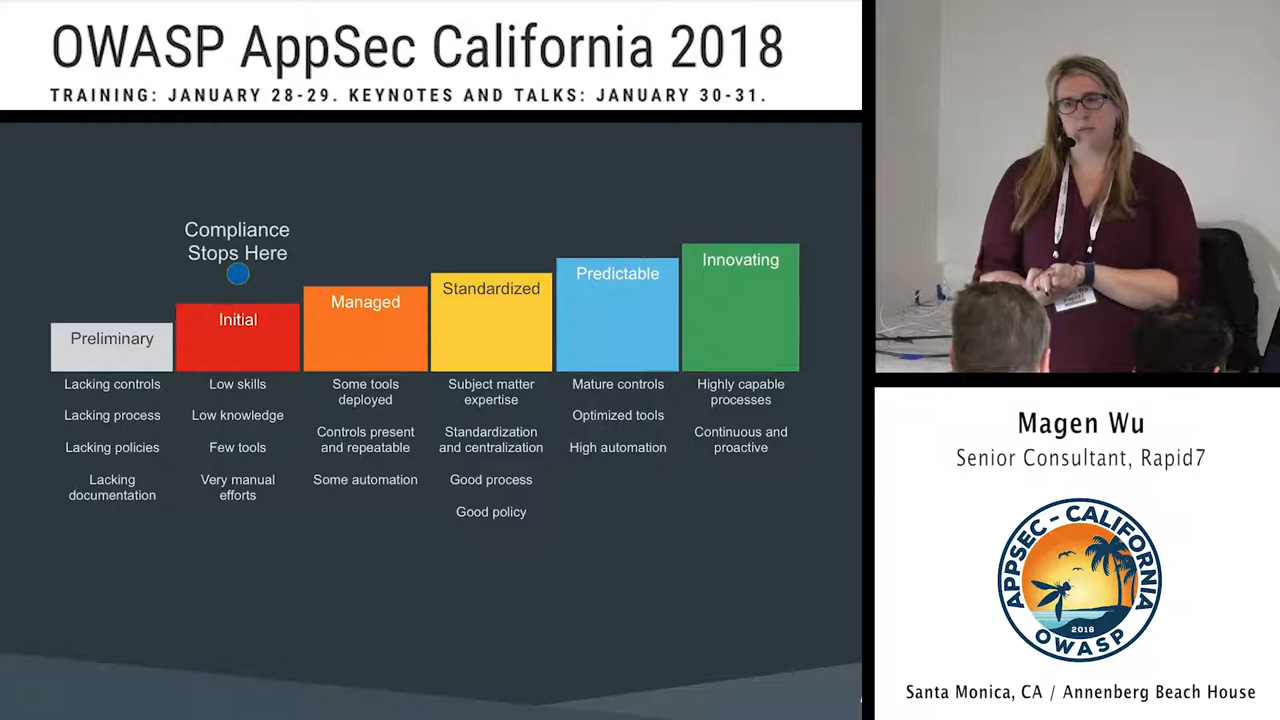 OWASP AppSec California 2018
TRAINING: JANUARY 28-29. KEYNOTES AND TALKS: JANUARY 30-31.
Compliance
Stops Here
Preliminary
Initial
Managed
Standardized
Predictable
Innovating
Lacking controls
Lacking process
Lacking policies
Lacking
documentation
Low skills
Low knowledge
Few tools
Very manual
efforts
Some tools
deployed
Controls present
and repeatable
Some automation
Subject matter
expertise
Standardization
and centralization
Good process
Good policy
Mature controls
Optimized tools
High automation
Highly capable
processes
Continuous and
proactive
Rapid7
Magen Wu
Senior Consultant, Rapid7
APPSEC - CALIFORNIA
2018
OWASP
Santa Monica, CA / Annenberg Beach House